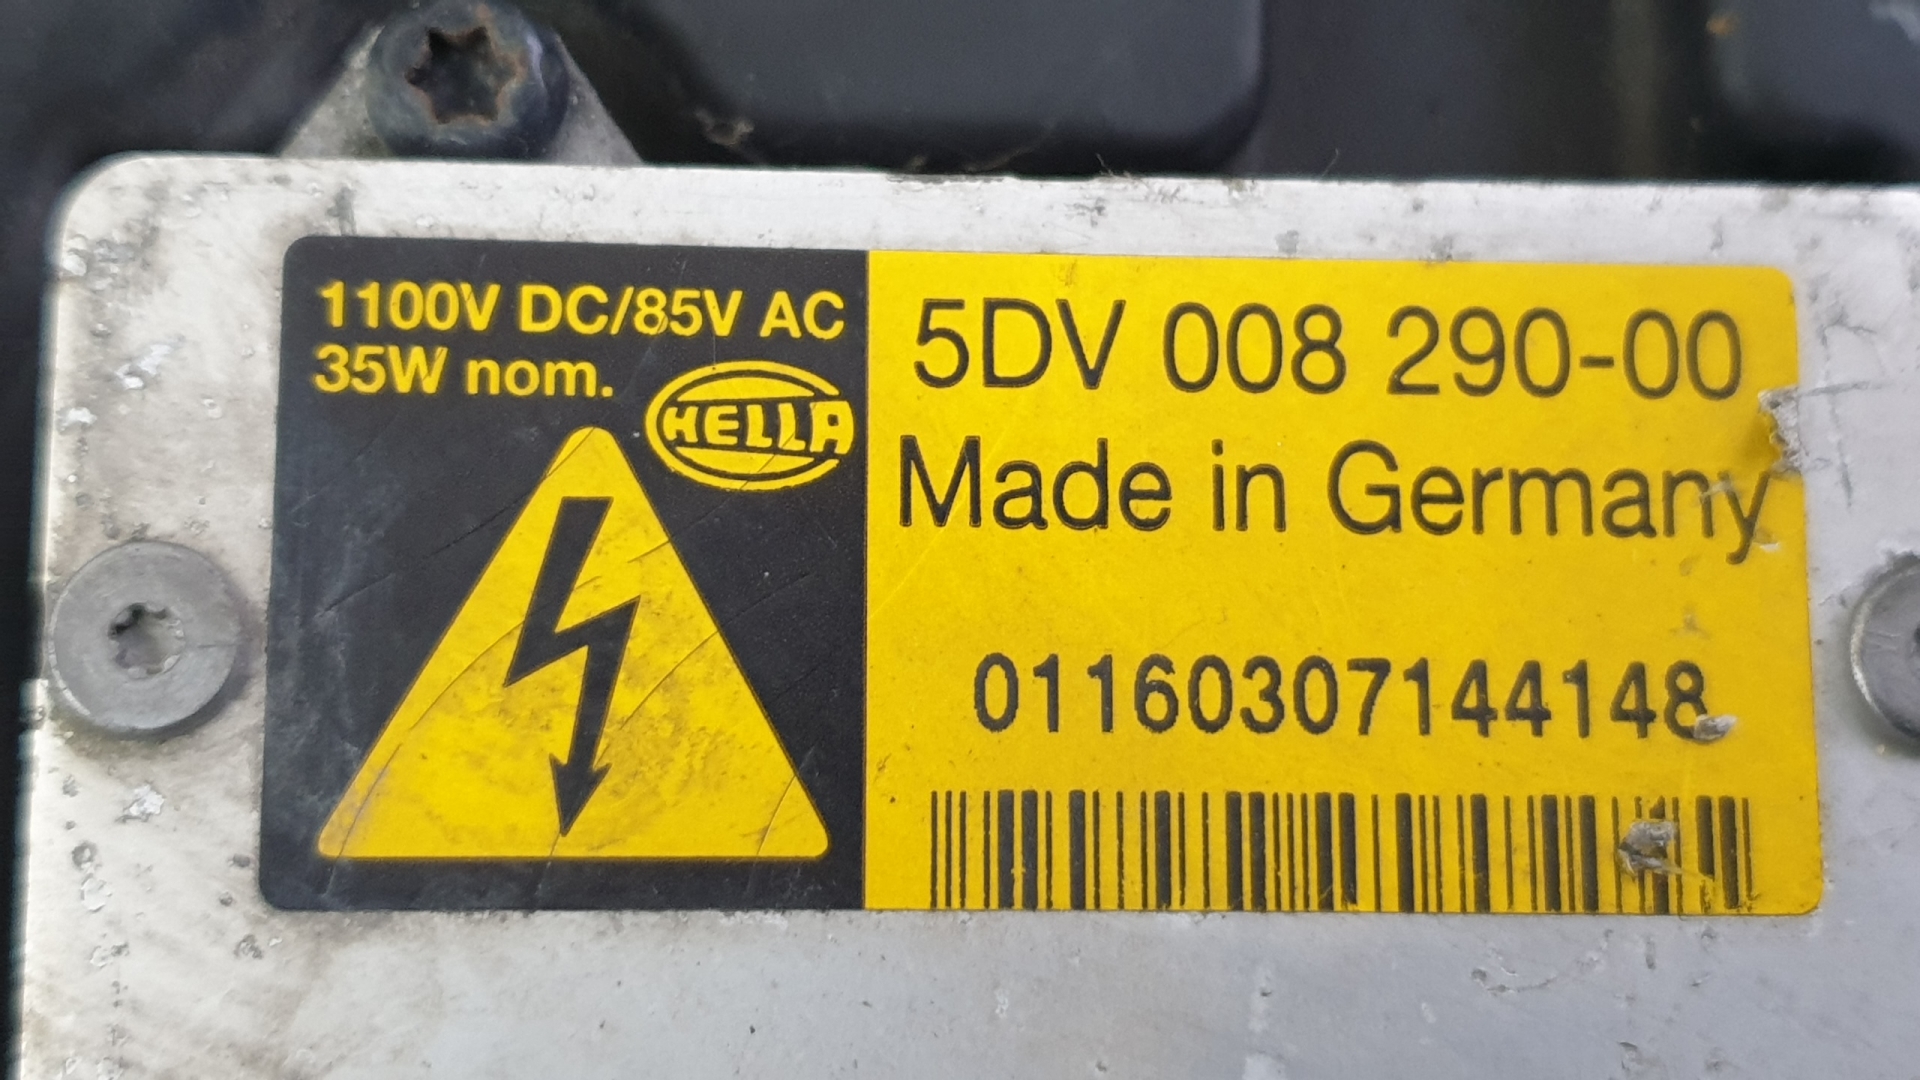 1100V DC/85V AC
35W nom.
HELLA
5DV 008 290-00
Made in Germany
01160307144148